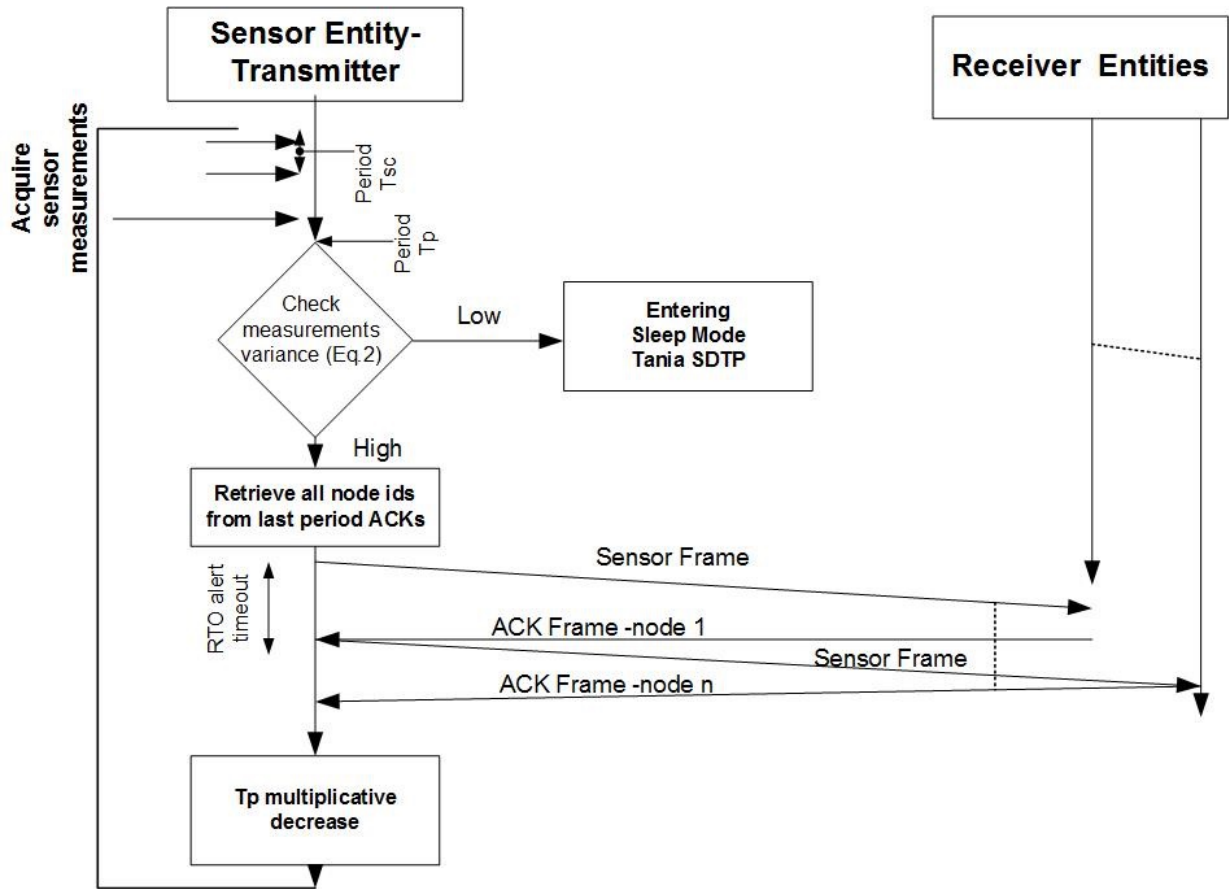 Sensor Entity-
Transmitter
Receiver Entities
Acquire
sensor
measurements
Period
Tsc
Period
Tp
Check
measurements
variance (Eq.2)
Low
Entering
Sleep Mode
Tania SDTP
High
Retrieve all node ids
from last period ACKs
RTO alert
timeout
Sensor Frame
ACK Frame -node 1
Sensor Frame
ACK Frame -node n
Tp multiplicative
decrease